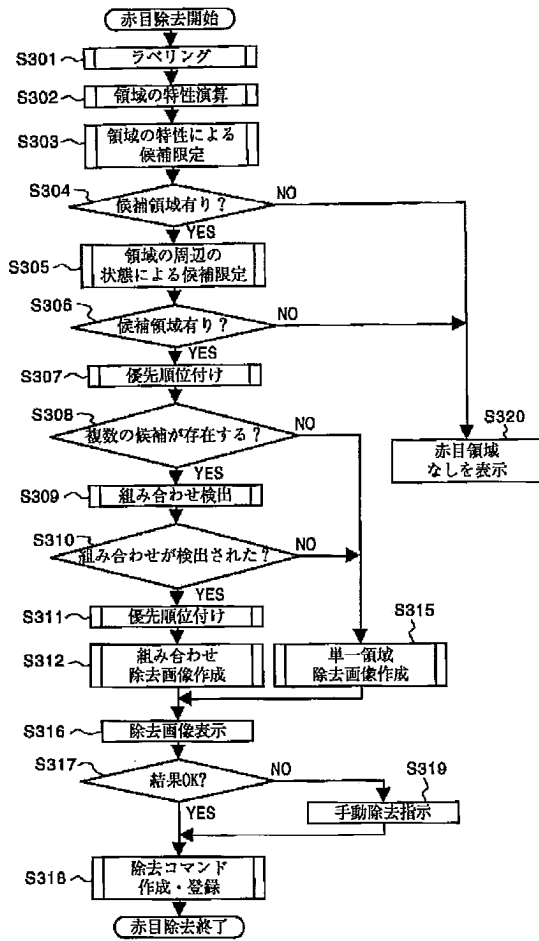 赤目除去開始
S301
ラベリング
S302
領域の特性演算
S303
領域の特性による
候補限定
S304
候補領域有り？
NO
YES
S305
領域の周辺の
状態による候補限定
S306
候補領域有り？
NO
YES
S307
優先順位付け
S308
複数の候補が存在する？
NO
YES
S320
赤目領域
なしを表示
S309
組み合わせ検出
S310
組み合わせが検出された？
NO
YES
S311
優先順位付け
S312
組み合わせ
除去画像作成
S315
単一領域
除去画像作成
S316
除去画像表示
S317
結果OK?
NO
YES
S319
手動除去指示
S318
除去コマンド
作成・登録
赤目除去終了